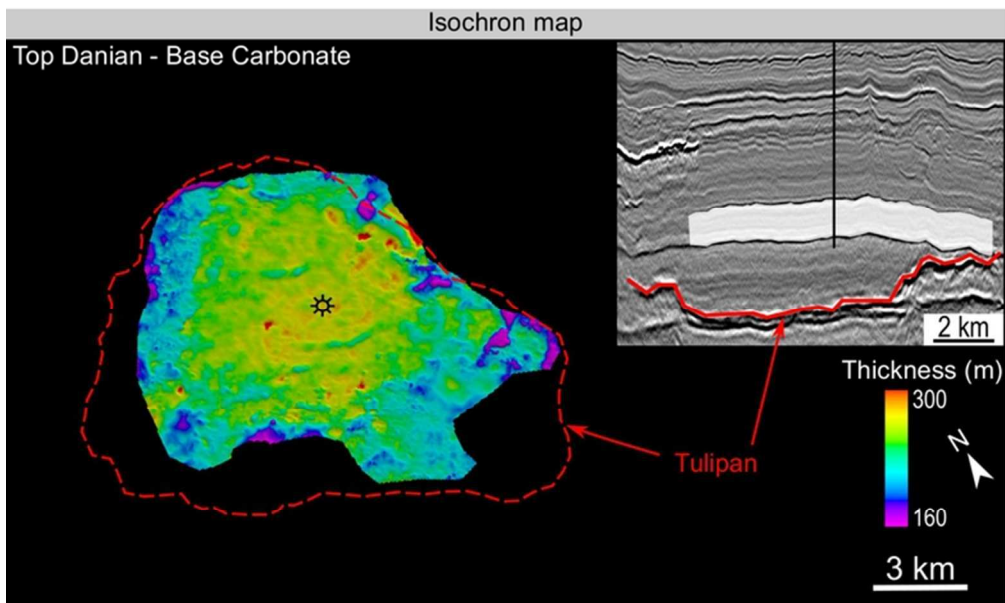 Isochron map
Top Danian - Base Carbonate
2 km
Thickness (m)
300
N
Tulipan
160
3 km